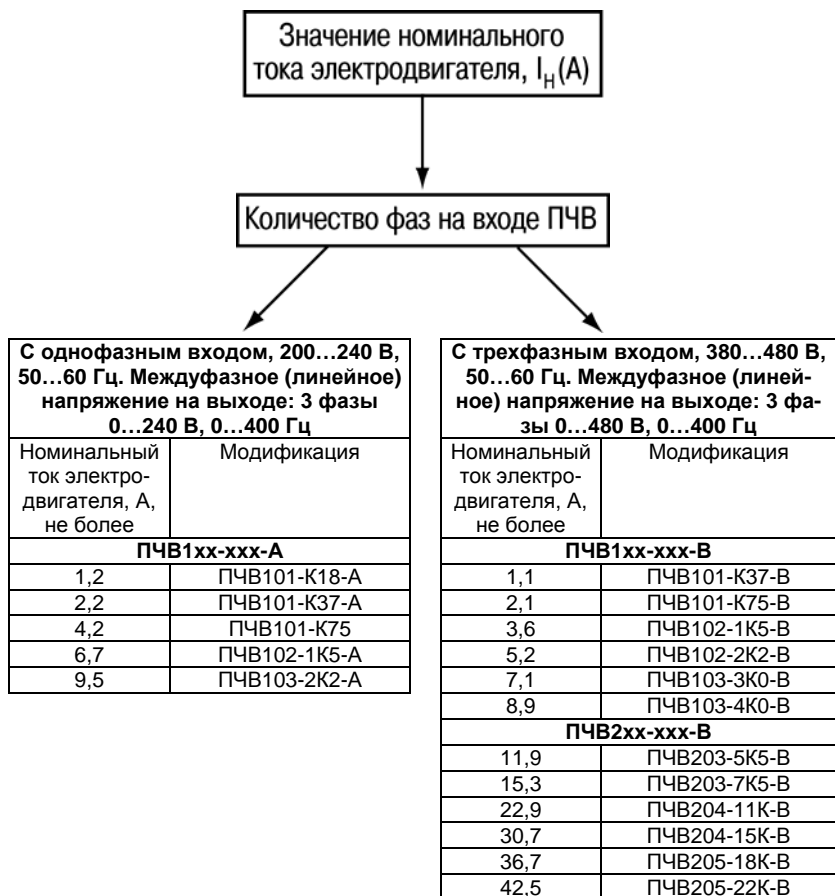 Значение номинального
тока электродвигателя, Iн(А)
Количество фаз на входе ПЧВ
С однофазным входом, 200…240 В,
50…60 Гц. Междуфазное (линейное)
напряжение на выходе: 3 фазы
0…240 В, 0…400 Гц
Номинальный
ток электро-
двигателя, А,
не более
Модификация
ПЧВ1хх-ххх-А
1,2 ПЧВ101-К18-А
2,2 ПЧВ101-К37-А
4,2 ПЧВ101-К75
6,7 ПЧВ102-1К5-А
9,5 ПЧВ103-2К2-А
С трехфазным входом, 380…480 В,
50…60 Гц. Междуфазное (линей-
ное) напряжение на выходе: 3 фа-
зы 0…480 В, 0…400 Гц
Номинальный
ток электро-
двигателя, А,
не более
Модификация
ПЧВ1хх-ххх-В
1,1 ПЧВ101-К37-В
2,1 ПЧВ101-К75-В
3,6 ПЧВ102-1К5-В
5,2 ПЧВ102-2К2-В
7,1 ПЧВ103-3К0-В
8,9 ПЧВ103-4К0-В
ПЧВ2хх-ххх-В
11,9 ПЧВ203-5К5-В
15,3 ПЧВ203-7К5-В
22,9 ПЧВ204-11К-В
30,7 ПЧВ204-15К-В
36,7 ПЧВ205-18К-В
42,5 ПЧВ205-22К-В